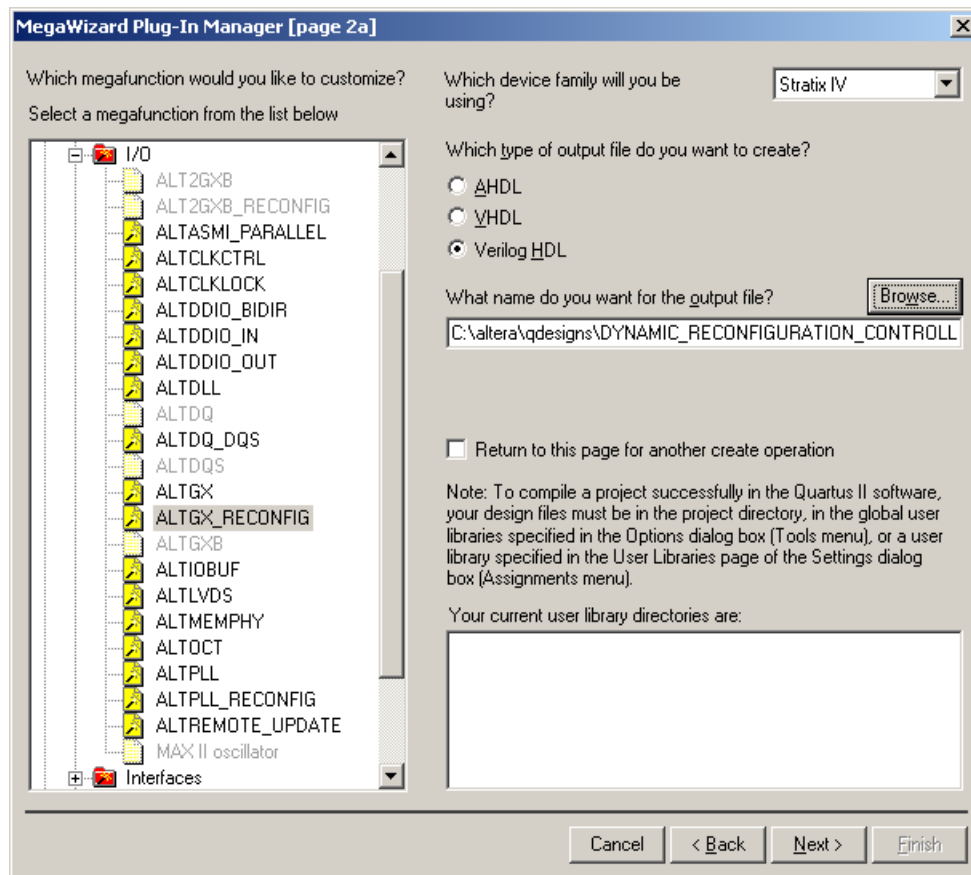 MegaWizard Plug-In Manager [page 2a]
Which megafunction would you like to customize?
Select a megafunction from the list below
I/O
ALT2GXB
ALT2GXB_RECONFIG
ALTASMI_PARALLEL
ALTCLKCTRL
ALTCLKLOCK
ALTDDIO_BIDIR
ALTDDIO_IN
ALTDDIO_OUT
ALTDLL
ALTDQ
ALTDQ_DQS
ALTDQS
ALTGX
ALTGX_RECONFIG
ALTGXB
ALTIOBUF
ALTLVDS
ALTMEMPHY
ALTOCT
ALTPLL
ALTPLL_RECONFIG
ALTREMOTE_UPDATE
MAX II oscillator
Interfaces
Which device family will you be
using?
Stratix IV
Which type of output file do you want to create?
AHDL
VHDL
Verilog HDL
What name do you want for the output file?
Browse...
C:\altera\qdesigns\DYNAMIC_RECONFIGURATION_CONTROLL
Return to this page for another create operation
Note: To compile a project successfully in the Quartus II software,
your design files must be in the project directory, in the global user
libraries specified in the Options dialog box (Tools menu), or a user
library specified in the User Libraries page of the Settings dialog
box (Assignments menu).
Your current user library directories are:
Cancel
< Back
Next >
Finish